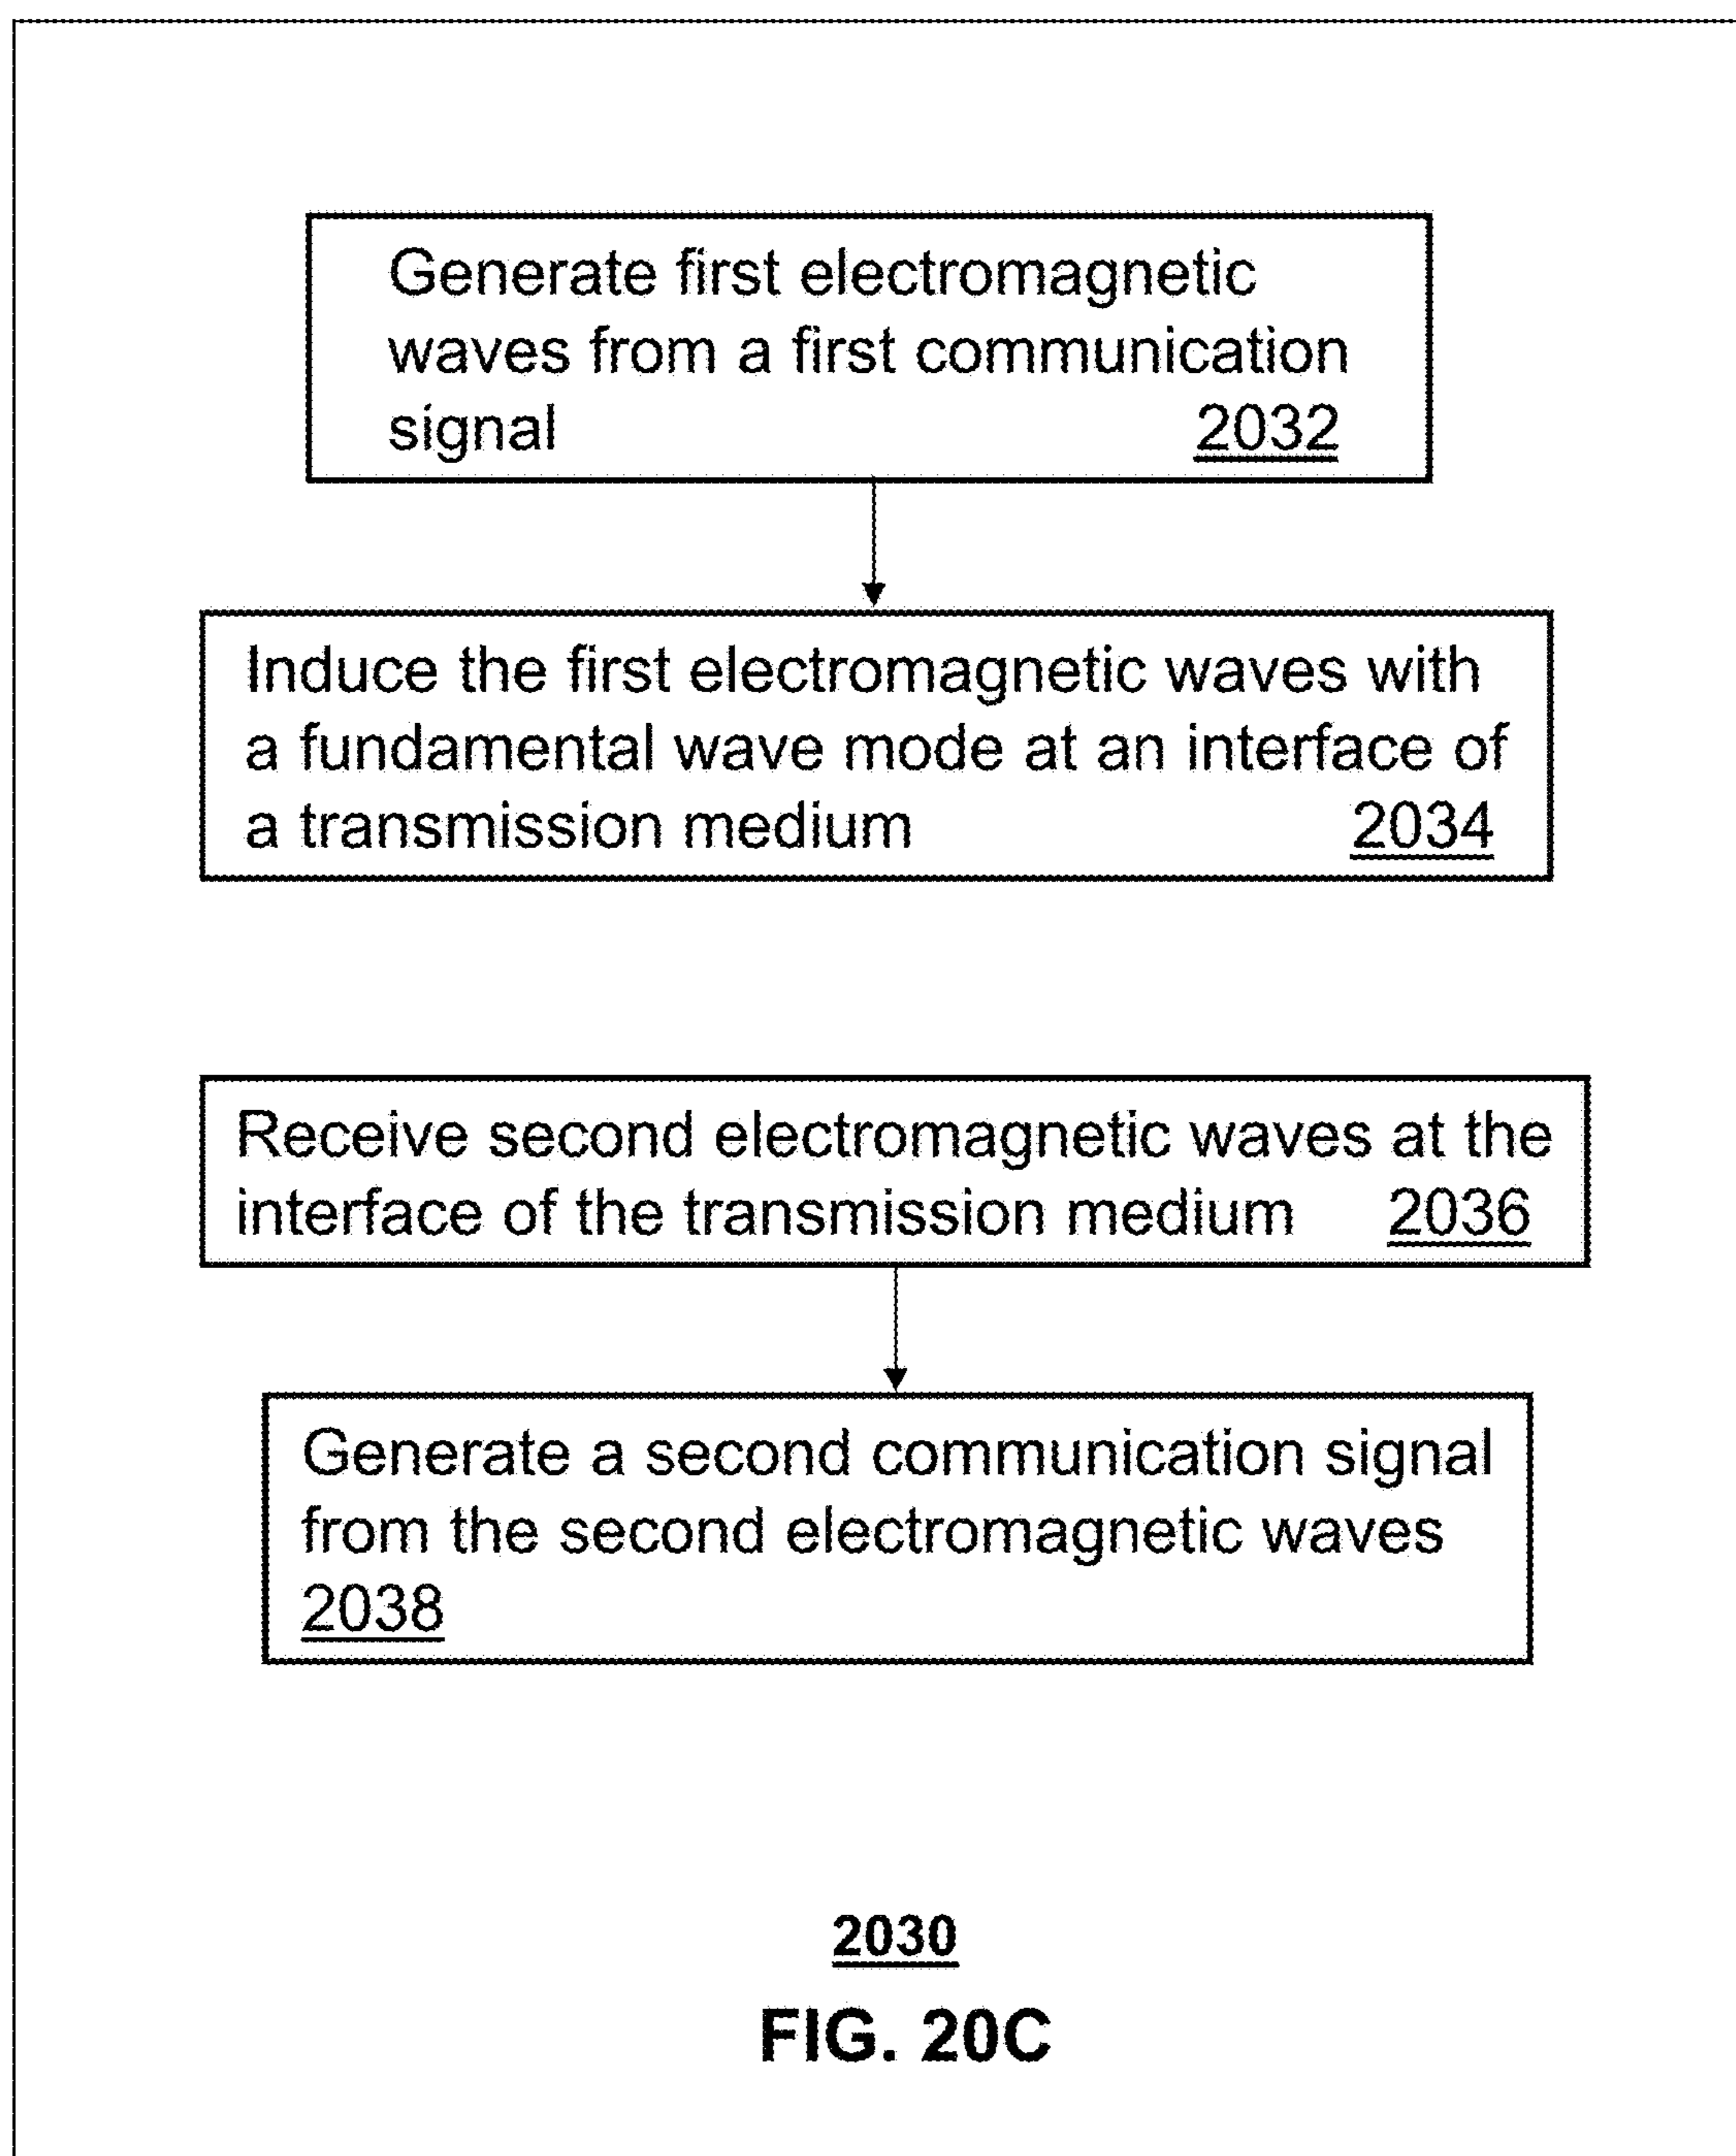 Generate first electromagnetic
waves from a first communication
signal 2032
Induce the first electromagnetic waves with
a fundamental wave mode at an interface of
a transmission medium 2034
Receive second electromagnetic waves at the
interface of the transmission medium 2036
Generate a second communication signal
from the second electromagnetic waves
2038
2030
FIG. 20C